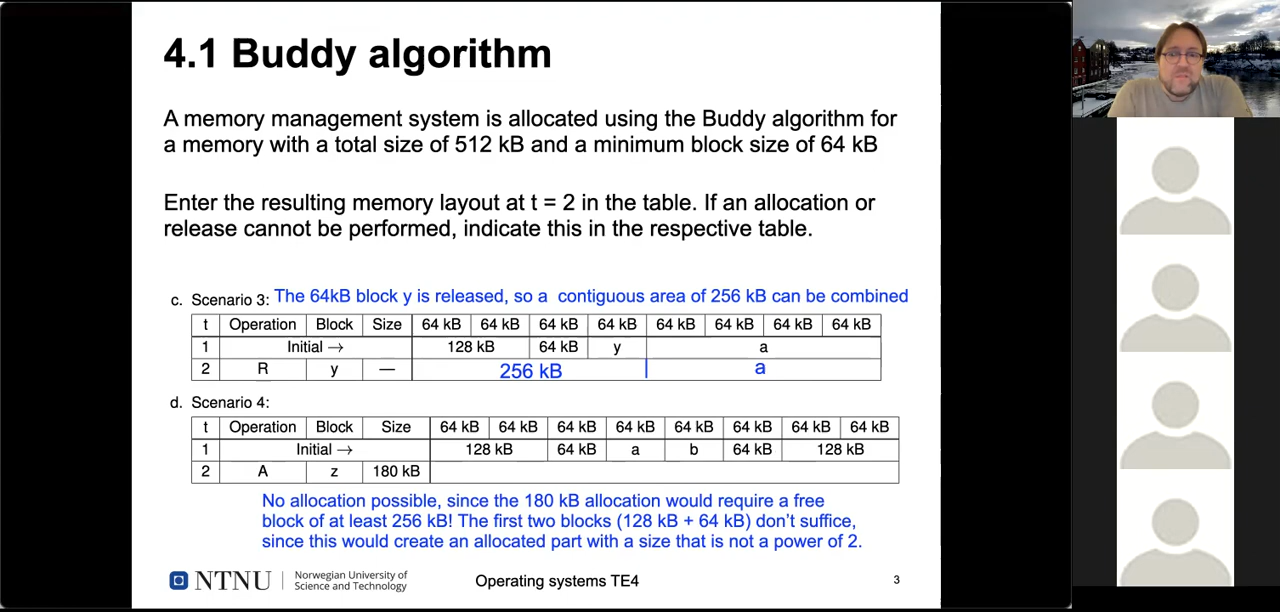 4.1 Buddy algorithm
A memory management system is allocated using the Buddy algorithm for
a memory with a total size of 512 kB and a minimum block size of 64 kB
Enter the resulting memory layout at t = 2 in the table. If an allocation or
release cannot be performed, indicate this in the respective table.
c. Scenario 3: The 64kB block y is released, so a contiguous area of 256 kB can be combined
t Operation Block Size 64 kB 64 kB 64 kB 64 kB 64 kB 64 kB 64 kB 64 kB
1 Initial → 128 kB 64 kB y a
2 R y — 256 kB a
d. Scenario 4:
t Operation Block Size 64 kB 64 kB 64 kB 64 kB 64 kB 64 kB 64 kB 64 kB
1 Initial → 128 kB 64 kB a b 64 kB 128 kB
2 A z 180 kB
No allocation possible, since the 180 kB allocation would require a free
block of at least 256 kB! The first two blocks (128 kB + 64 kB) don't suffice,
since this would create an allocated part with a size that is not a power of 2.
NTNU Norwegian University of
Science and Technology
Operating systems TE4
3